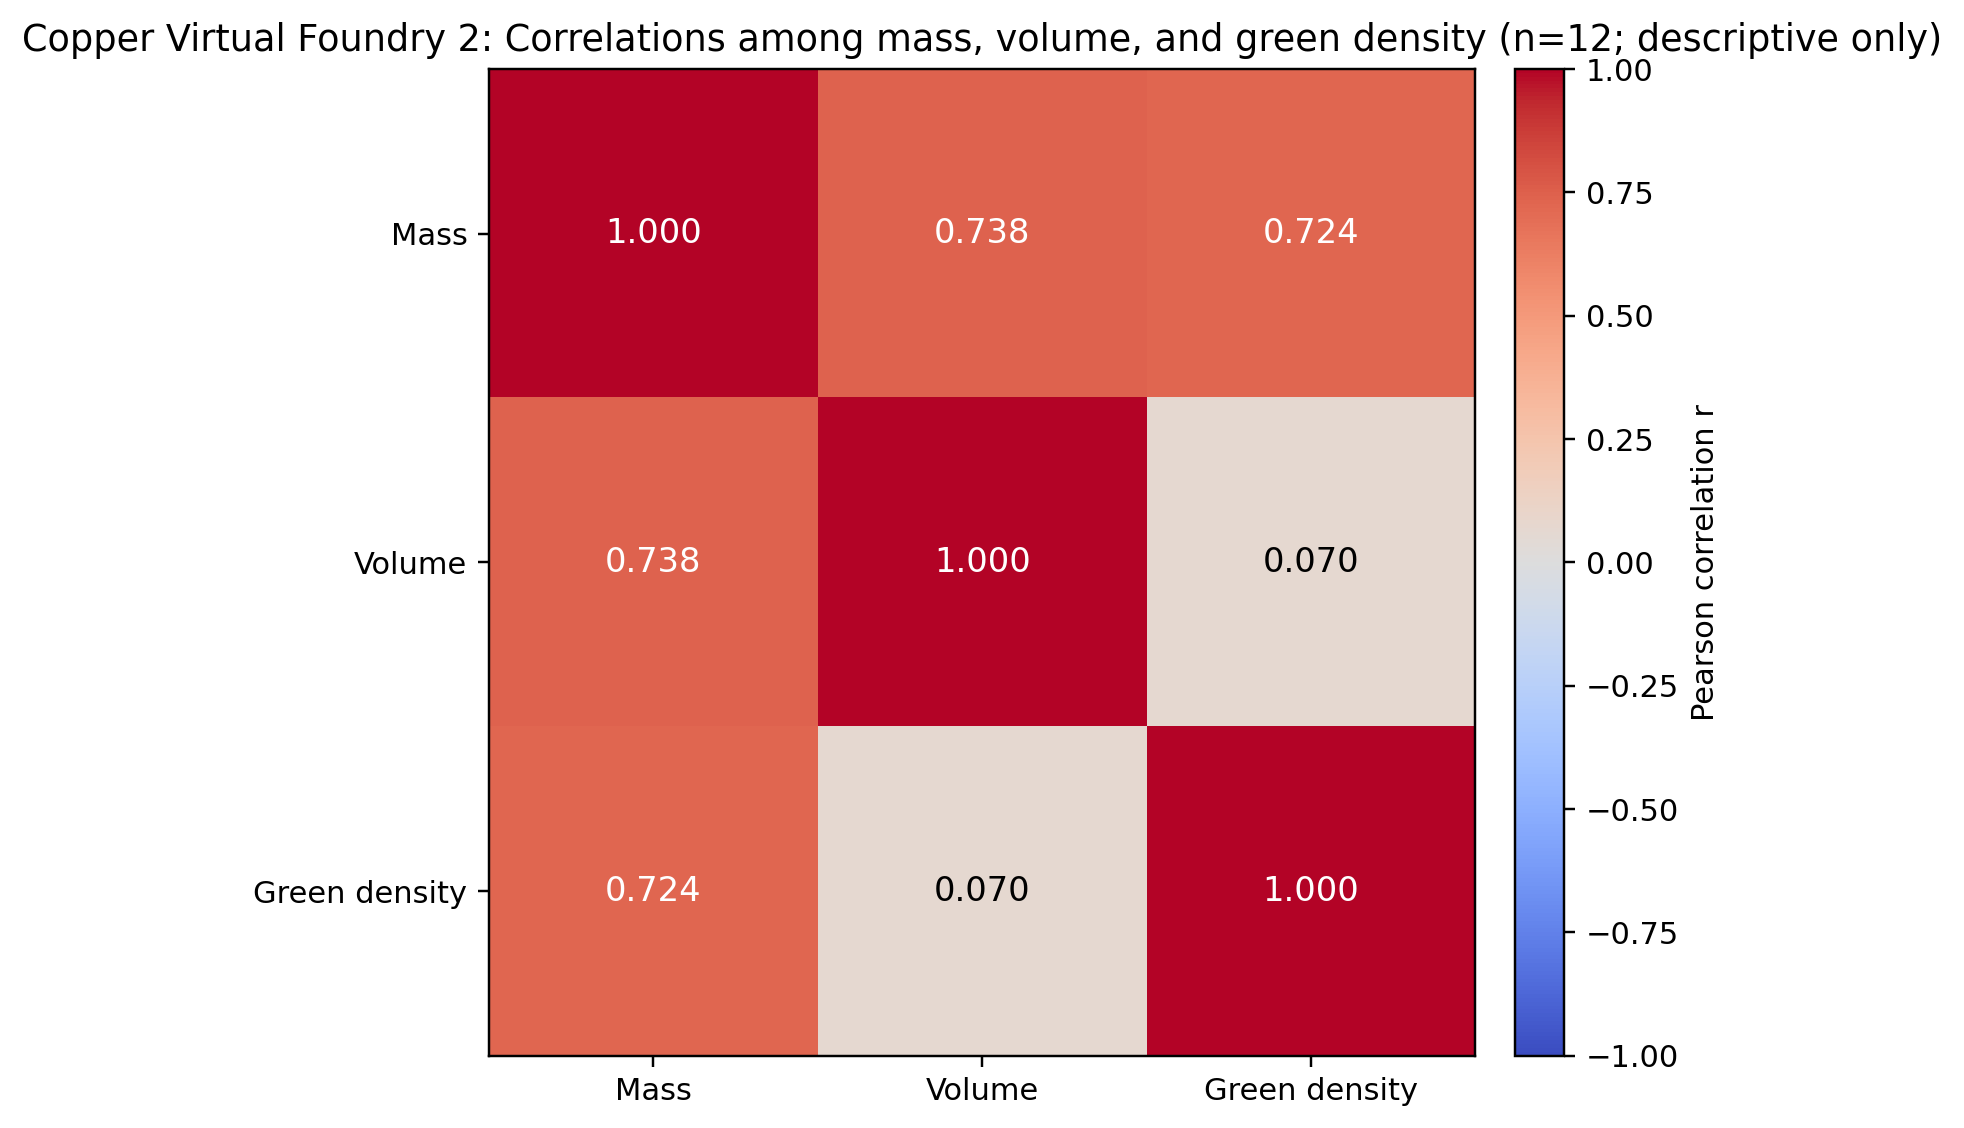 Copper Virtual Foundry 2: Correlations among mass, volume, and green density (n=12; descriptive only)
Mass
1.000
0.738
0.724
Volume
0.738
1.000
0.070
Green density
0.724
0.070
1.000
Mass
Volume
Green density
1.00
0.75
0.50
0.25
0.00
−0.25
−0.50
−0.75
−1.00
Pearson correlation r